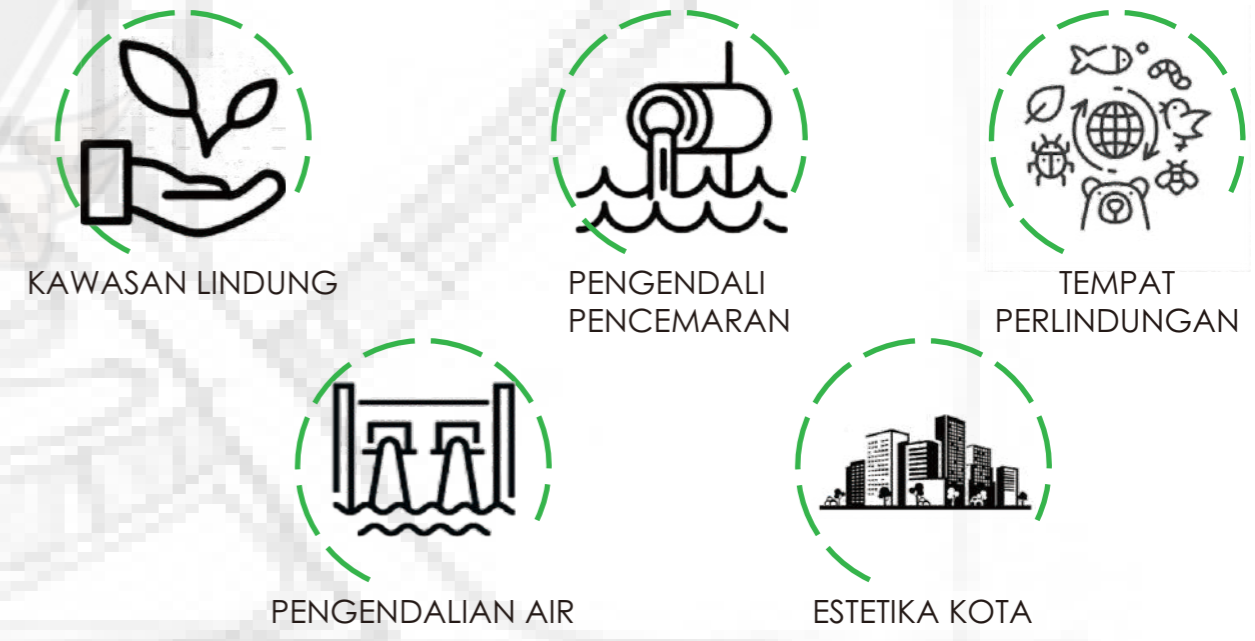 KAWASAN LINDUNG
PENGENDALI
PENCEMARAN
TEMPAT
PERLINDUNGAN
PENGENDALIAN AIR
ESTETIKA KOTA